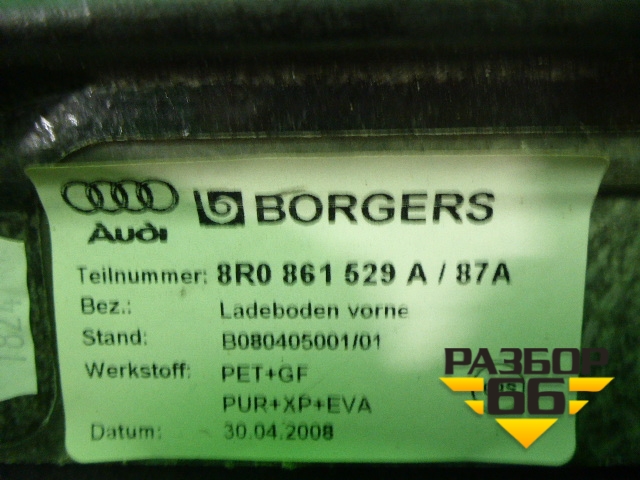 Audi
BORGERS
Teilnummer: 8R0 861 529 A / 87A
Bez.: Ladeboden vorne
Stand: B080405001/01
Werkstoff: PET+GF
PUR+XP+EVA
Datum: 30.04.2008
РАЗБОР
66